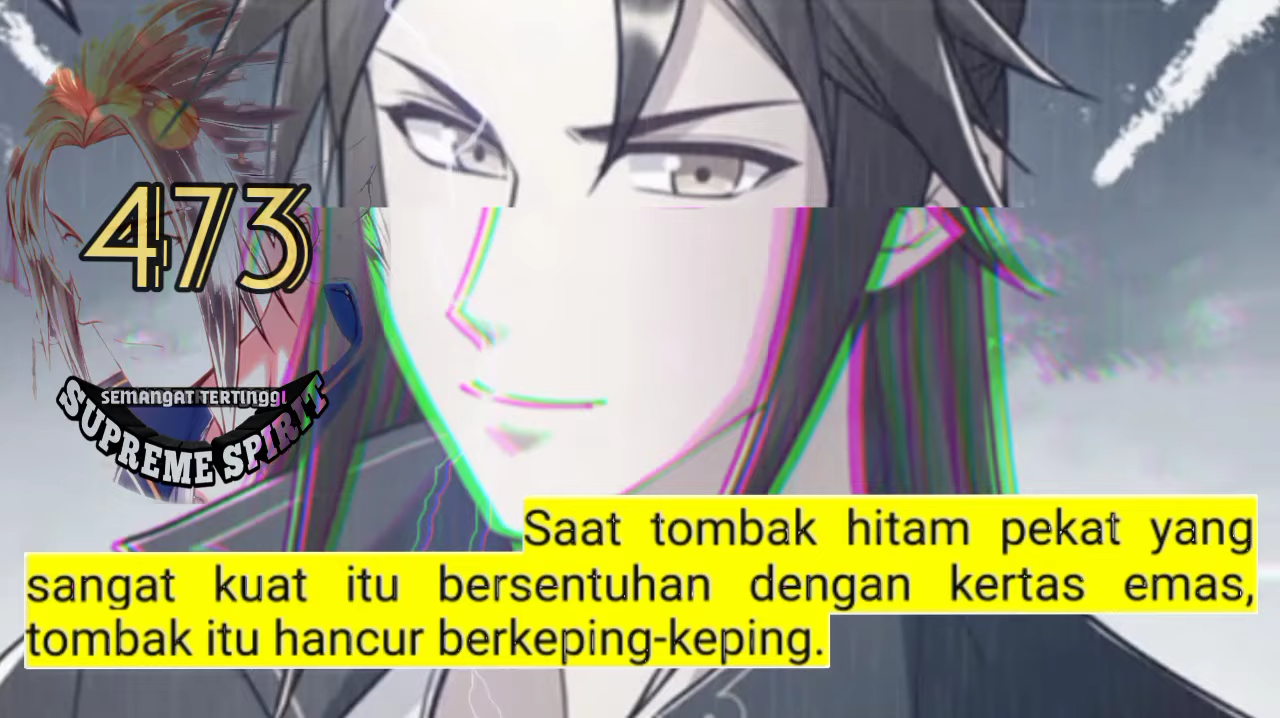 473
SEMANGAT TERTINGGI
SUPREME SPIRIT
Saat tombak hitam pekat yang
sangat kuat itu bersentuhan dengan kertas emas,
tombak itu hancur berkeping-keping.